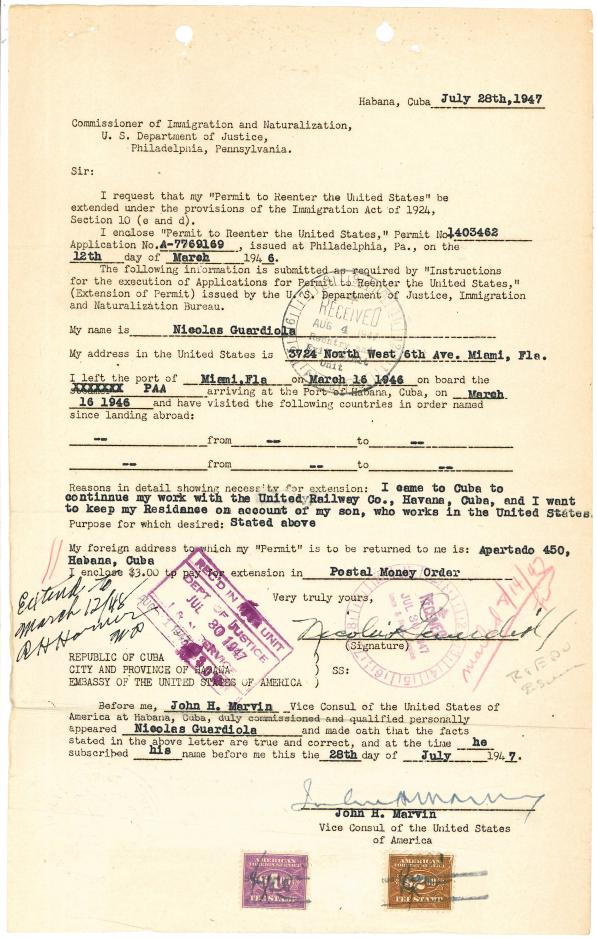 Habana, Cuba July 28th,1947
Commissioner of Immigration and Naturalization,
U. S. Department of Justice,
Philadelphia, Pennsylvania.
Sir:
I request that my "Permit to Reenter the United States" be
extended under the provisions of the Immigration Act of 1924,
Section 10 (e and d).
I enclose "Permit to Reenter the United States," Permit No 1403462
Application No. A-7769169, issued at Philadelphia, Pa., on the
12th day of March 194 6.
The following information is submitted as required by "Instructions
for the execution of Applications for Permit to Reenter the United States,"
(Extension of Permit) issued by the U. S. Department of Justice, Immigration
and Naturalization Bureau.
RECEIVED
AUG 4
Unit
My name is Nicolas Guardiola
My address in the United States is 3724 North West 6th Ave. Miami, Fla.
I left the port of Miami,Fla on March 16 1946 on board the
XXXXXXX PAA arriving at the Port of Habana, Cuba, on March
16 1946 and have visited the following countries in order named
since landing abroad:
-- from -- to --
-- from -- to --
Reasons in detail showing necessity for extension: I came to Cuba to
continue my work with the United Railway Co., Havana, Cuba, and I want
to keep my Residance on account of my son, who works in the United States.
Purpose for which desired: Stated above
My foreign address to which my "Permit" is to be returned to me is: Apartado 450,
Habana, Cuba
I enclose $3.00 to pay for extension in Postal Money Order
Extend to
March 12/48
REC'D IN UNIT
DEPT OF JUSTICE
JUL 30 1947
RECEIVED
JUL 30
1947
Very truly yours,
Nicolas Guardiola
(Signature)
REPUBLIC OF CUBA )
CITY AND PROVINCE OF HABANA ) SS:
EMBASSY OF THE UNITED STATES OF AMERICA )
Before me, John H. Marvin Vice Consul of the United States of
America at Habana, Cuba, duly commissioned and qualified personally
appeared Nicolas Guardiola and made oath that the facts
stated in the above letter are true and correct, and at the time he
subscribed his name before me this the 28th day of July 194 7.
John H. Marvin
John H. Marvin
Vice Consul of the United States
of America
AMERICAN
FOREIGN SERVICE
FEE STAMP
AMERICAN
FOREIGN SERVICE
$2
FEE STAMP